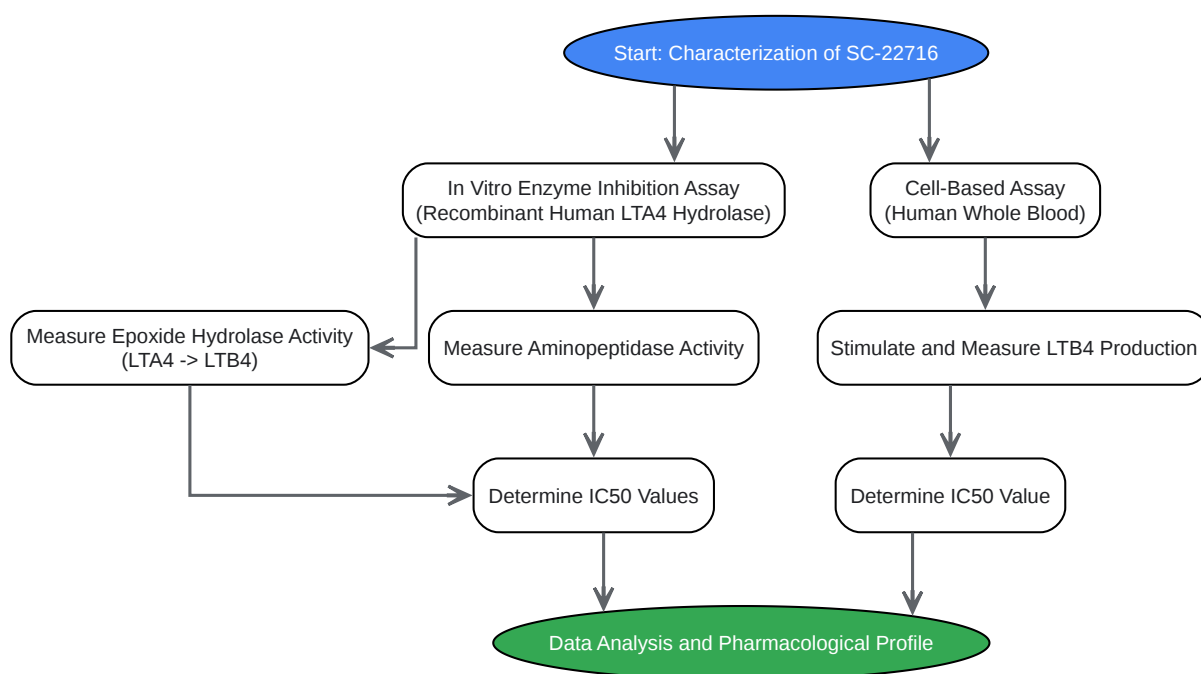 Start: Characterization of SC-22716
In Vitro Enzyme Inhibition Assay
(Recombinant Human LTA4 Hydrolase)
Cell-Based Assay
(Human Whole Blood)
Measure Epoxide Hydrolase Activity
(LTA4 -> LTB4)
Measure Aminopeptidase Activity
Stimulate and Measure LTB4 Production
Determine IC50 Values
Determine IC50 Value
Data Analysis and Pharmacological Profile